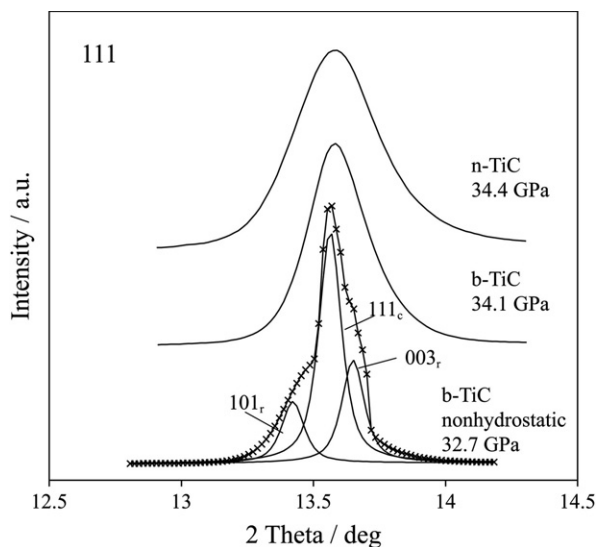 111
Intensity / a.u.
n-TiC
34.4 GPa
b-TiC
34.1 GPa
111c
003r
101r
b-TiC
nonhydrostatic
32.7 GPa
12.5 13 13.5 14 14.5
2 Theta / deg